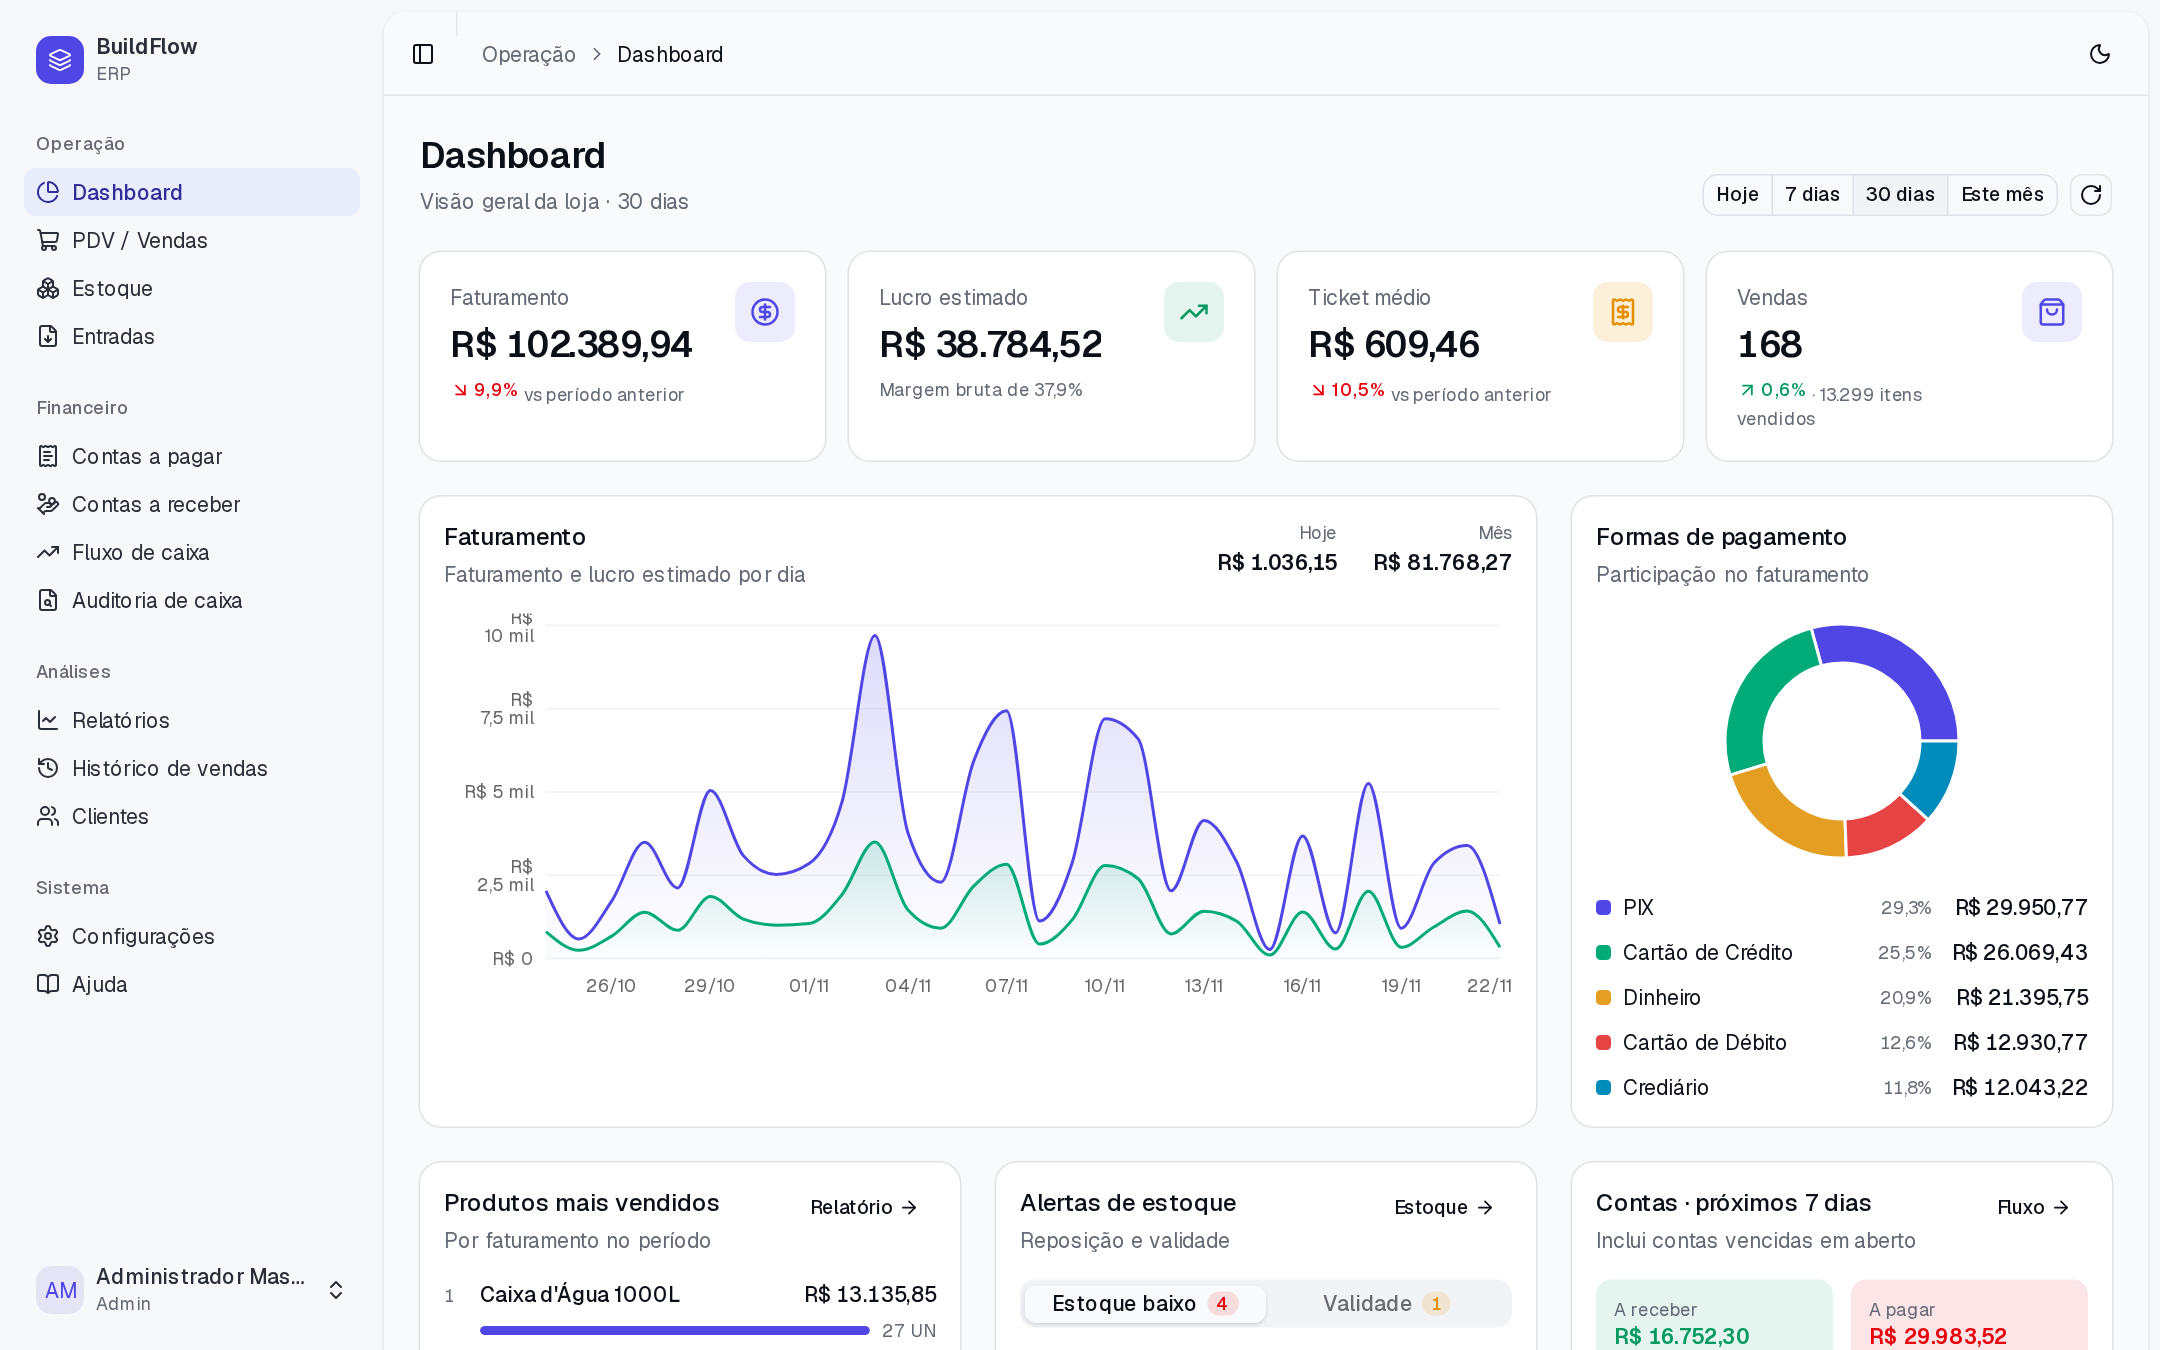 BuildFlow
ERP
Operação
Dashboard
PDV / Vendas
Estoque
Entradas
Financeiro
Contas a pagar
Contas a receber
Fluxo de caixa
Auditoria de caixa
Análises
Relatórios
Histórico de vendas
Clientes
Sistema
Configurações
Ajuda
AM
Administrador Mas...
Admin
Operação
Dashboard
Dashboard
Visão geral da loja · 30 dias
Hoje
7 dias
30 dias
Este mês
Faturamento
R$ 102.389,94
9,9% vs período anterior
Lucro estimado
R$ 38.784,52
Margem bruta de 37,9%
Ticket médio
R$ 609,46
10,5% vs período anterior
Vendas
168
0,6% · 13.299 itens
vendidos
Faturamento
Faturamento e lucro estimado por dia
Hoje
R$ 1.036,15
Mês
R$ 81.768,27
R$
10 mil
R$
7,5 mil
R$ 5 mil
R$
2,5 mil
R$ 0
26/10
29/10
01/11
04/11
07/11
10/11
13/11
16/11
19/11
22/11
Formas de pagamento
Participação no faturamento
PIX 29,3% R$ 29.950,77
Cartão de Crédito 25,5% R$ 26.069,43
Dinheiro 20,9% R$ 21.395,75
Cartão de Débito 12,6% R$ 12.930,77
Crediário 11,8% R$ 12.043,22
Produtos mais vendidos
Relatório
Por faturamento no período
1 Caixa d'Água 1000L R$ 13.135,85
27 UN
Alertas de estoque
Estoque
Reposição e validade
Estoque baixo 4
Validade 1
Contas · próximos 7 dias
Fluxo
Inclui contas vencidas em aberto
A receber
R$ 16.752,30
A pagar
R$ 29.983,52